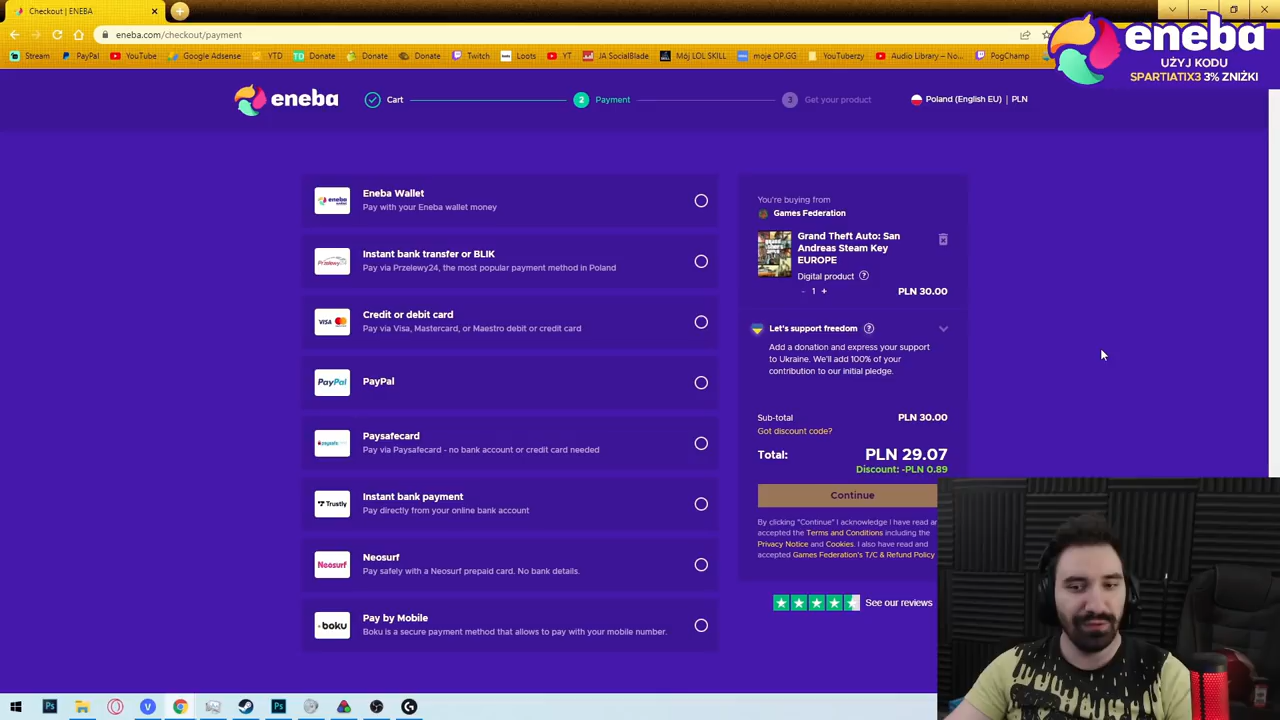 Checkout | ENEBA
eneba.com/checkout/payment
Stream
PayPal
YouTube
Google Adsense
YTD
Donate
Donate
Donate
Twitch
Loots
YT
JA SocialBlade
Mój LOL SKILL
moje OP.GG
YouTuberzy
Audio Library – No...
PogChamp
eneba
UŻYJ KODU
SPARTIATIX3 3% ZNIŻKI
eneba
Cart
2 Payment
3 Get your product
Poland (English EU) | PLN
Eneba Wallet
Pay with your Eneba wallet money
Instant bank transfer or BLIK
Pay via Przelewy24, the most popular payment method in Poland
VISA
Credit or debit card
Pay via Visa, Mastercard, or Maestro debit or credit card
PayPal
PayPal
Paysafecard
Pay via Paysafecard - no bank account or credit card needed
Trustly
Instant bank payment
Pay directly from your online bank account
Neosurf
Neosurf
Pay safely with a Neosurf prepaid card. No bank details.
boku
Pay by Mobile
Boku is a secure payment method that allows to pay with your mobile number.
You're buying from
Games Federation
Grand Theft Auto: San
Andreas Steam Key
EUROPE
Digital product ?
- 1 +
PLN 30.00
Let's support freedom ?
Add a donation and express your support
to Ukraine. We'll add 100% of your
contribution to our initial pledge.
Sub-total PLN 30.00
Got discount code?
Total: PLN 29.07
Discount: -PLN 0.89
Continue
By clicking "Continue" I acknowledge I have read an
accepted the Terms and Conditions including the
Privacy Notice and Cookies. I also have read and
accepted Games Federation's T/C & Refund Policy
See our reviews
Ps
Ps